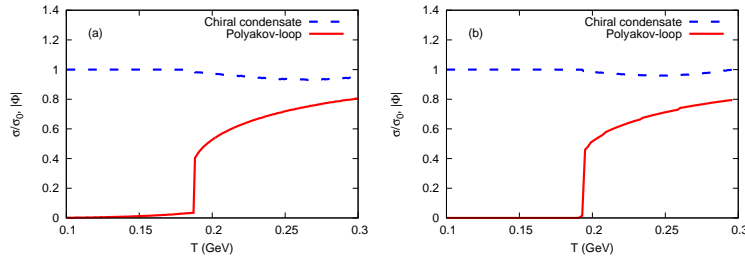 (a)
Chiral condensate
Polyakov-loop
σ/σ0, |Φ|
1.4
1.2
1
0.8
0.6
0.4
0.2
0
0.1 0.15 0.2 0.25 0.3
T (GeV)
(b)
Chiral condensate
Polyakov-loop
σ/σ0, |Φ|
1.4
1.2
1
0.8
0.6
0.4
0.2
0
0.1 0.15 0.2 0.25 0.3
T (GeV)